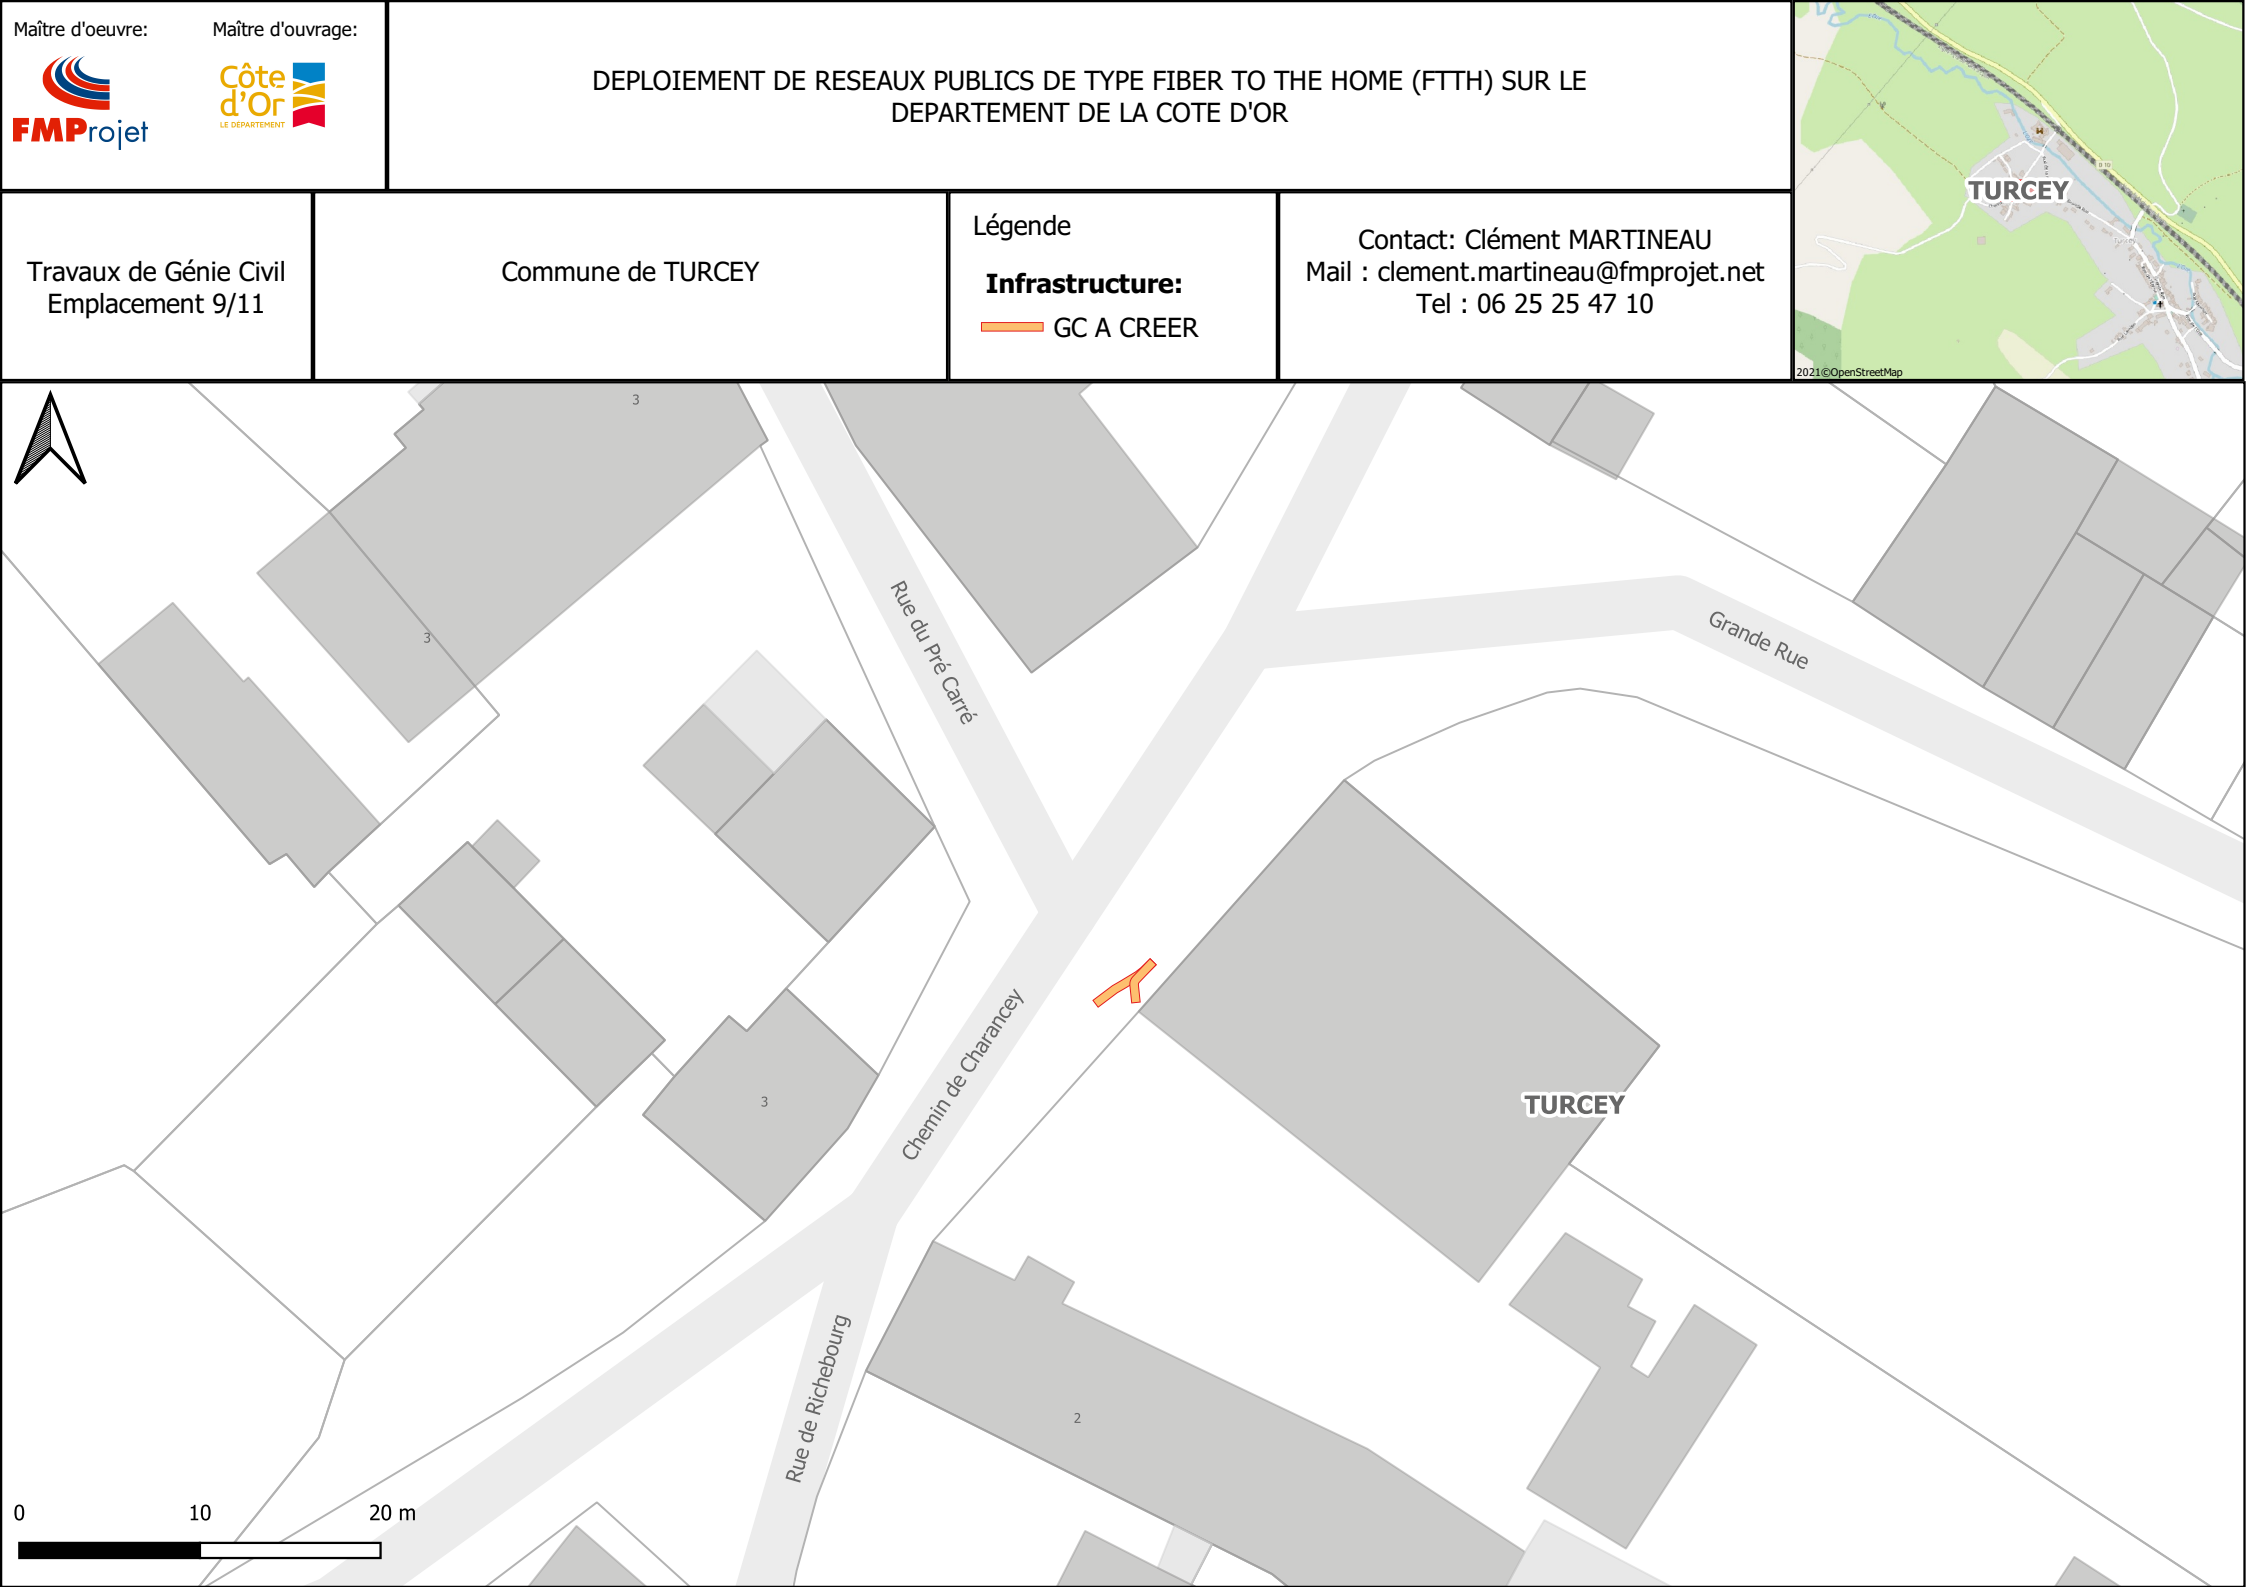 Maître d'oeuvre:
Maître d'ouvrage:
FMProjet
Côte
d'Or
LE DÉPARTEMENT
DEPLOIEMENT DE RESEAUX PUBLICS DE TYPE FIBER TO THE HOME (FTTH) SUR LE
DEPARTEMENT DE LA COTE D'OR
Travaux de Génie Civil
Emplacement 9/11
Commune de TURCEY
Légende
Infrastructure:
GC A CREER
Contact: Clément MARTINEAU
Mail : clement.martineau@fmprojet.net
Tel : 06 25 25 47 10
TURCEY
2021©OpenStreetMap
3
3
Rue du Pré Carré
Grande Rue
Chemin de Charancey
3
TURCEY
Rue de Richebourg
2
0
10
20 m